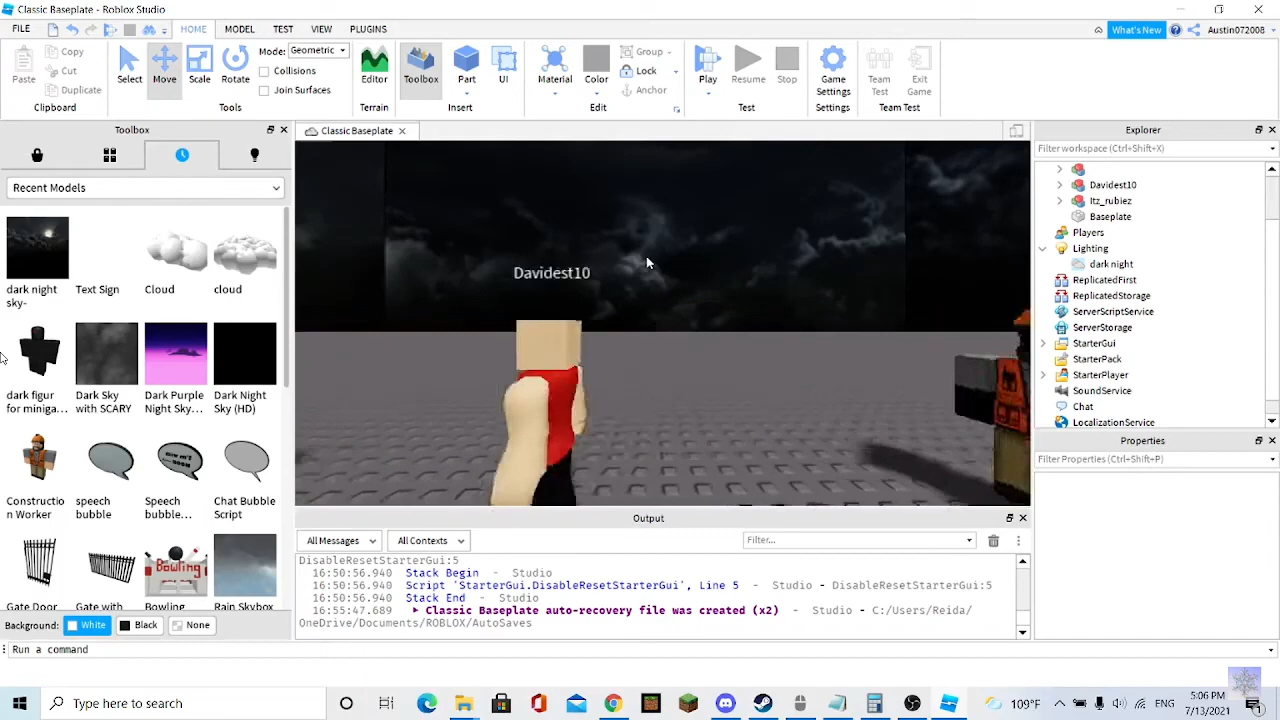 Classic Baseplate - Roblox Studio
FILE HOME MODEL TEST VIEW PLUGINS What's New Austin072008
Paste Copy Cut Duplicate
Clipboard
Select Move Scale Rotate
Mode: Geometric
Collisions
Join Surfaces
Tools
Editor
Terrain
Toolbox Part UI
Insert
Material Color Group Lock Anchor
Edit
Play Resume Stop
Test
Game Settings
Settings
Team Test Exit Game
Team Test
Toolbox
Recent Models
dark night sky-
Text Sign
Cloud
cloud
dark figur for miniga...
Dark Sky with SCARY
Dark Purple Night Sky...
Dark Night Sky (HD)
Constructio n Worker
speech bubble
Speech bubble...
Chat Bubble Script
Gate Door
Gate with
Bowling
Rain Skybox
Background: White Black None
Classic Baseplate
Davidest10
Output
All Messages All Contexts Filter...
DisableResetStarterGui:5
16:50:56.940 Stack Begin - Studio
16:50:56.940 Script 'StarterGui.DisableResetStarterGui', Line 5 - Studio - DisableResetStarterGui:5
16:50:56.940 Stack End - Studio
16:55:47.689 Classic Baseplate auto-recovery file was created (x2) - Studio - C:/Users/Reida/
OneDrive/Documents/ROBLOX/AutoSaves
Explorer
Filter workspace (Ctrl+Shift+X)
Davidest10
Itz_rubiez
Baseplate
Players
Lighting
dark night
ReplicatedFirst
ReplicatedStorage
ServerScriptService
ServerStorage
StarterGui
StarterPack
StarterPlayer
SoundService
Chat
LocalizationService
Properties
Filter Properties (Ctrl+Shift+P)
Run a command
Type here to search
109°F
5:06 PM
7/13/2021